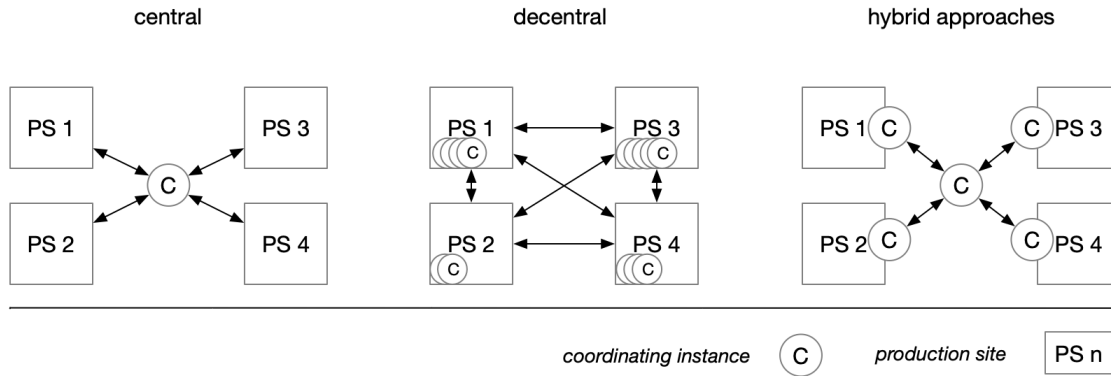 central
decentral
hybrid approaches
PS 1
PS 3
C
PS 2
PS 4
PS 1
C
PS 3
C
PS 2
C
PS 4
C
PS 1
C
C
PS 3
C
PS 2
C
C
PS 4
coordinating instance
C
production site
PS n